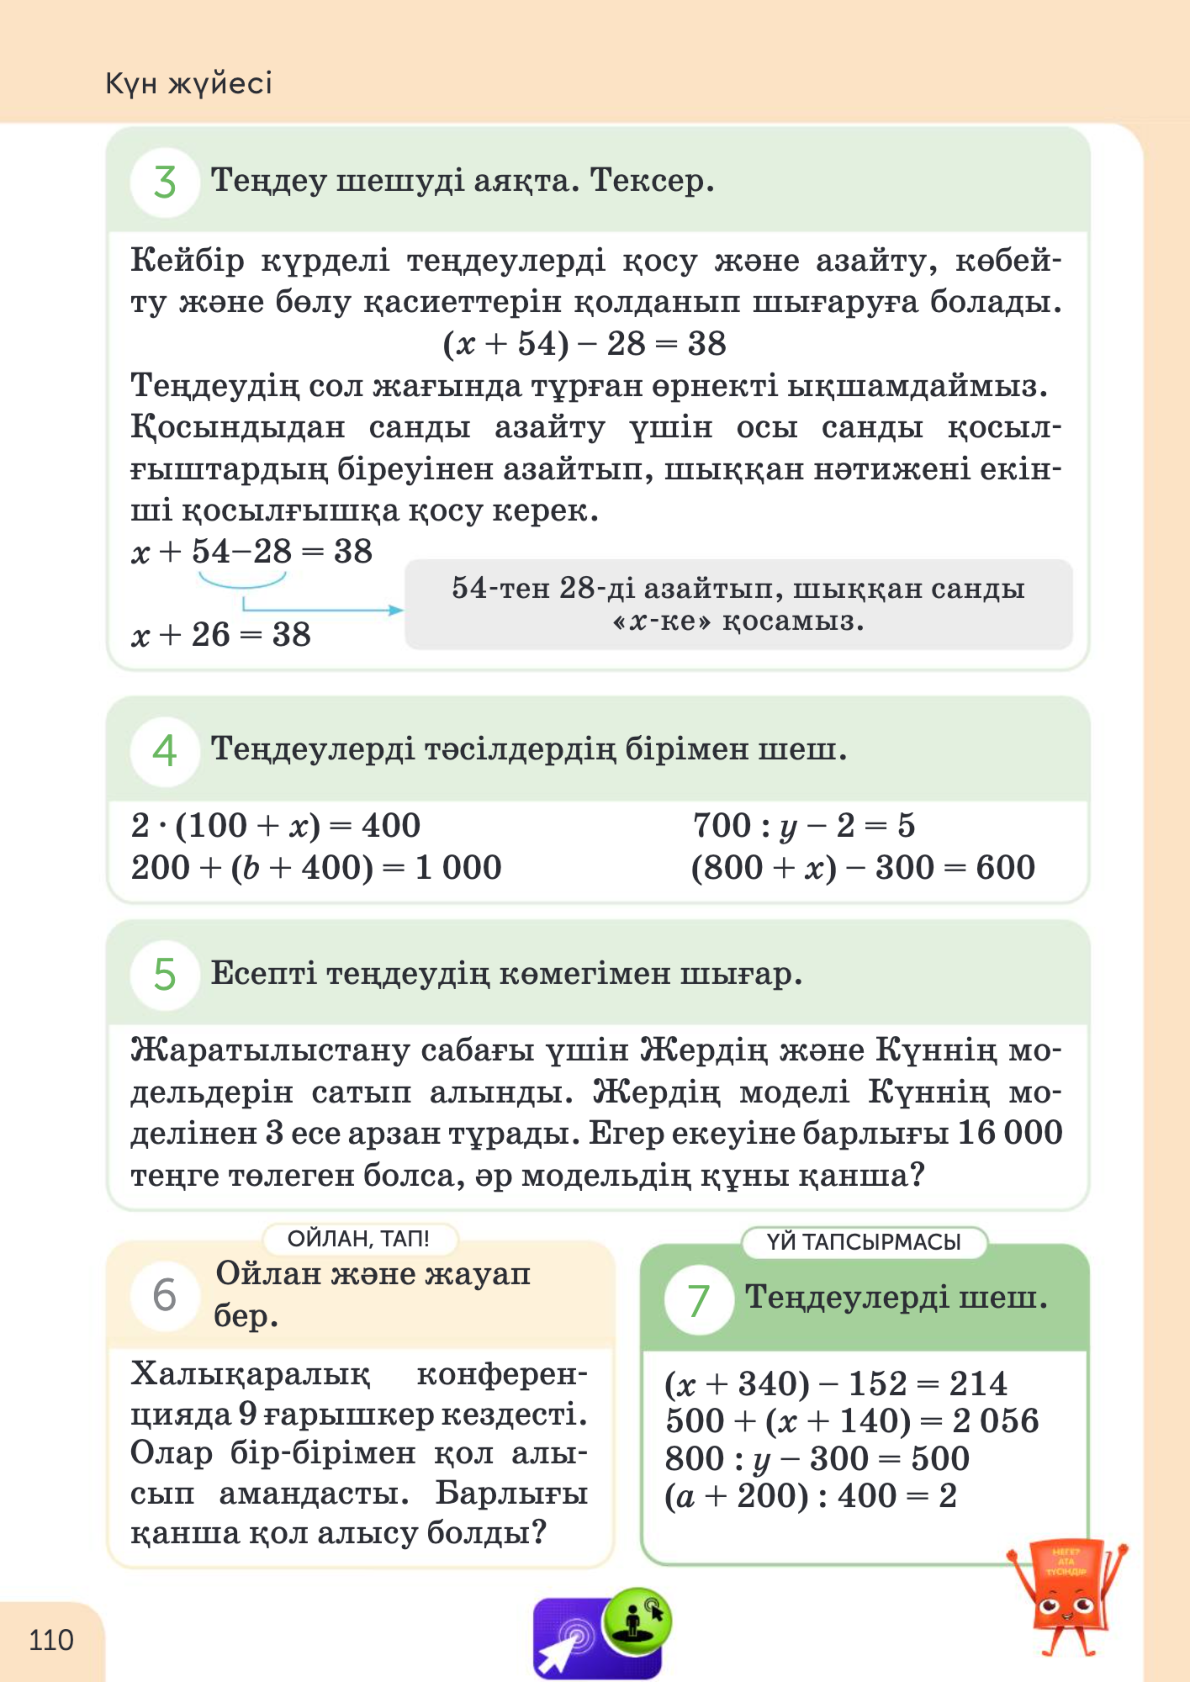 Күн жүйесі
3 Теңдеу шешуді аяқта. Тексер.
Кейбір күрделі теңдеулерді қосу және азайту, көбей-
ту және бөлу қасиеттерін қолданып шығаруға болады.
(x + 54) − 28 = 38
Теңдеудің сол жағында тұрған өрнекті ықшамдаймыз.
Қосындыдан санды азайту үшін осы санды қосыл-
ғыштардың біреуінен азайтып, шыққан нәтижені екін-
ші қосылғышқа қосу керек.
x + 54−28 = 38
54-тен 28-ді азайтып, шыққан санды
«x-ке» қосамыз.
x + 26 = 38
4 Теңдеулерді тәсілдердің бірімен шеш.
2 · (100 + x) = 400
200 + (b + 400) = 1 000
700 : y − 2 = 5
(800 + x) − 300 = 600
5 Есепті теңдеудің көмегімен шығар.
Жаратылыстану сабағы үшін Жердің және Күннің мо-
дельдерін сатып алынды. Жердің моделі Күннің мо-
делінен 3 есе арзан тұрады. Егер екеуіне барлығы 16 000
теңге төлеген болса, әр модельдің құны қанша?
ОЙЛАН, ТАП!
6 Ойлан және жауап
бер.
Халықаралық конферен-
цияда 9 ғарышкер кездесті.
Олар бір-бірімен қол алы-
сып амандасты. Барлығы
қанша қол алысу болды?
ҮЙ ТАПСЫРМАСЫ
7 Теңдеулерді шеш.
(x + 340) − 152 = 214
500 + (x + 140) = 2 056
800 : y − 300 = 500
(a + 200) : 400 = 2
НЕГЕ?
АТА
ТҮСІНДІР
110